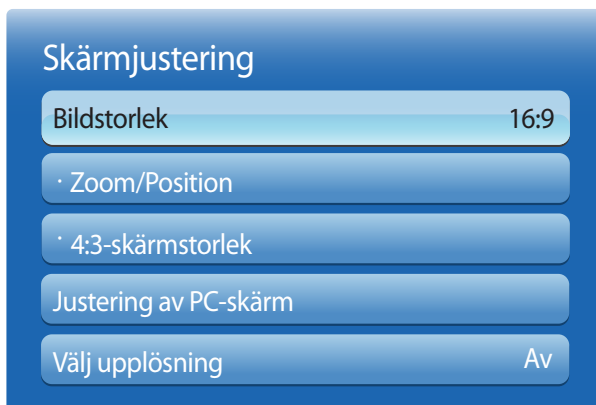 Skärmjustering
Bildstorlek 16:9
· Zoom/Position
· 4:3-skärmstorlek
Justering av PC-skärm
Välj upplösning Av